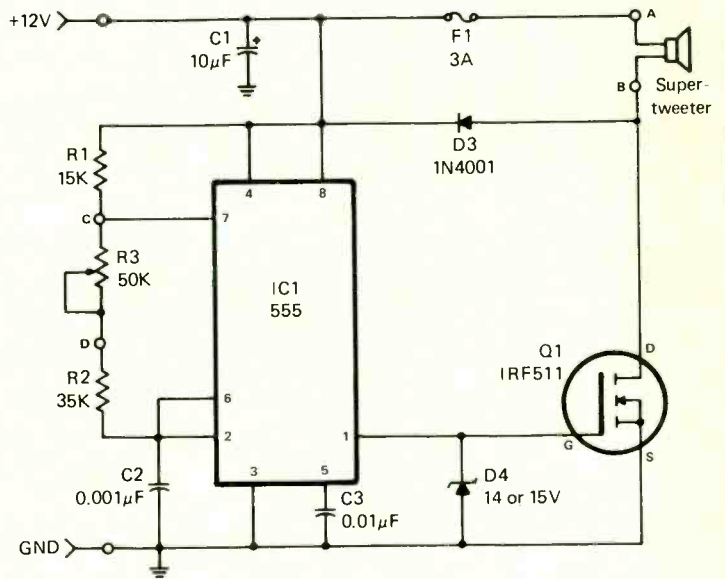 +12V
C1
10µF
+
F1
3A
A
B
Super-
tweeter
D3
1N4001
R1
15K
4
8
C
7
R3
50K
IC1
555
D
R2
35K
6
2
1
3
5
Q1
IRF511
D
G
S
C2
0.001µF
C3
0.01µF
D4
14 or 15V
GND